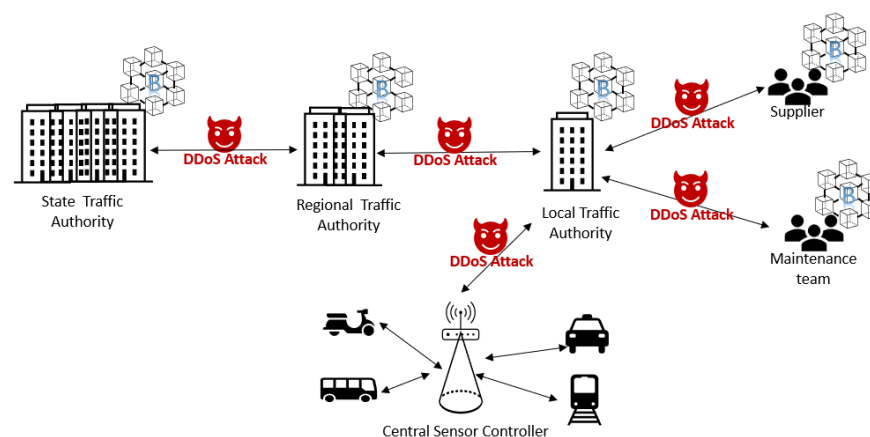 B
B
B
B
Supplier
DDoS Attack
DDoS Attack
DDoS Attack
DDoS Attack
State Traffic
Authority
Regional Traffic
Authority
Local Traffic
Authority
B
Maintenance
team
DDoS Attack
Central Sensor Controller